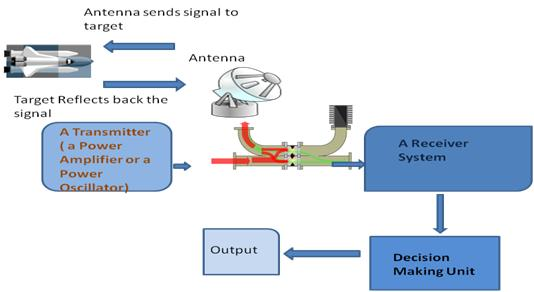 Antenna sends signal to
target
Antenna
Target Reflects back the
signal
A Transmitter
( a Power
Amplifier or a
Power
Oscillator)
A Receiver
System
Output
Decision
Making Unit